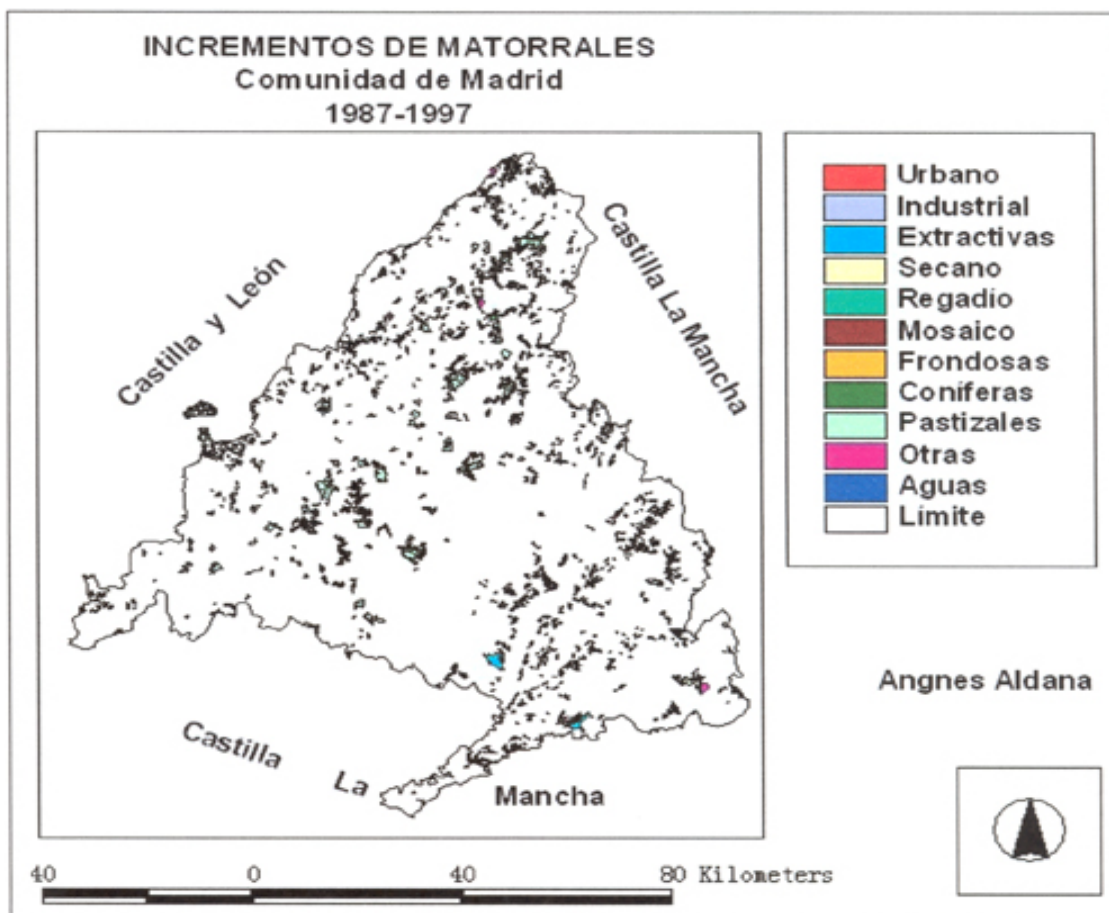 INCREMENTOS DE MATORRALES
Comunidad de Madrid
1987-1997
Castilla y León
Castilla La Mancha
Castilla La Mancha
Urbano
Industrial
Extractivas
Secano
Regadío
Mosaico
Frondosas
Coníferas
Pastizales
Otras
Aguas
Límite
Angnes Aldana
40 0 40 80 Kilometers